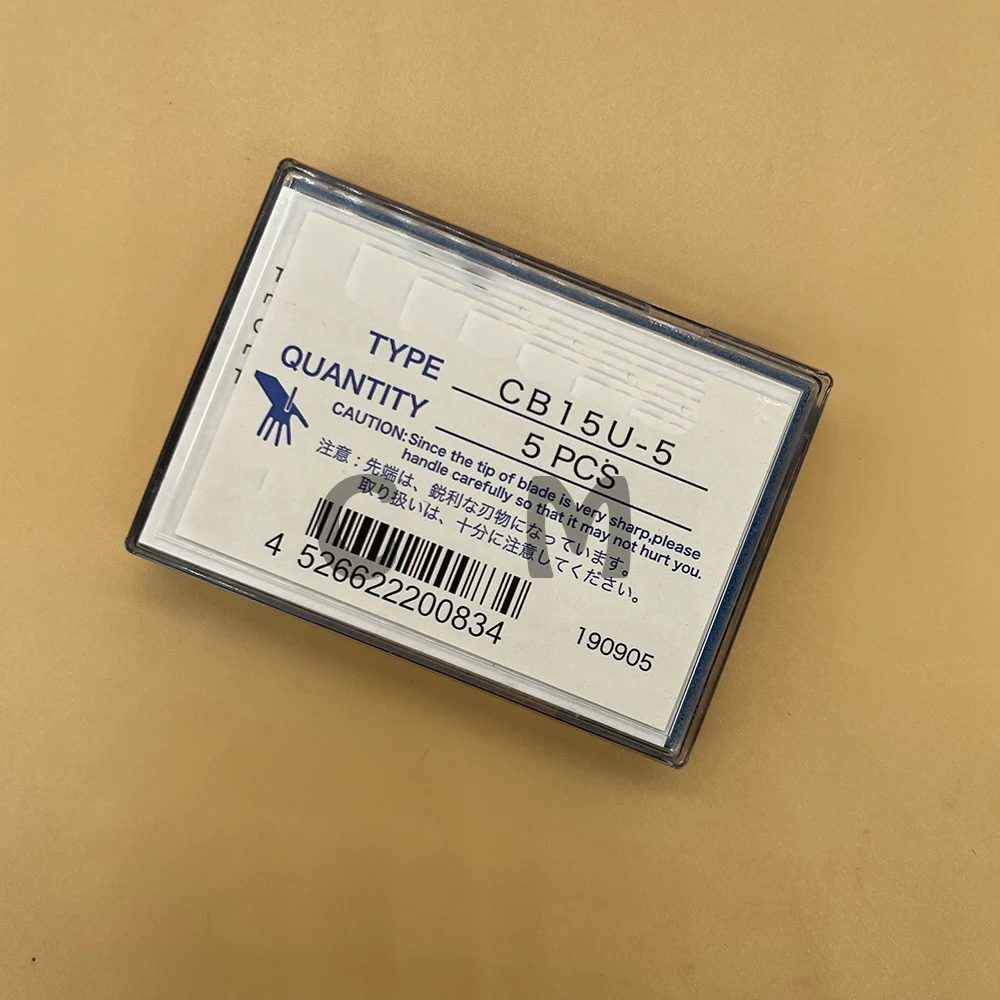 TYPE CB15U-5
QUANTITY 5 PCS
CAUTION: Since the tip of blade is very sharp,please
handle carefully so that it may not hurt you.
注意：先端は、鋭利な刃物になっています。
取り扱いは、十分に注意してください。
4 526622200834
190905